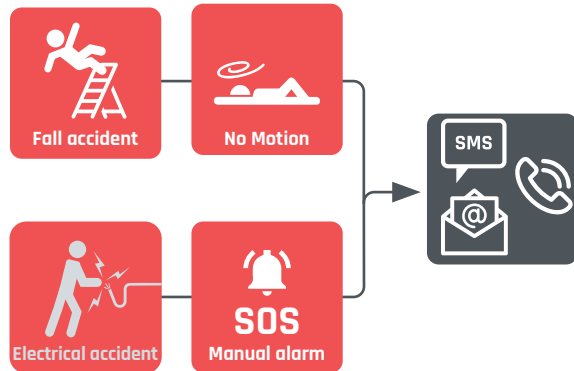 Fall accident
No Motion
SMS
@
Electrical accident
SOS
Manual alarm